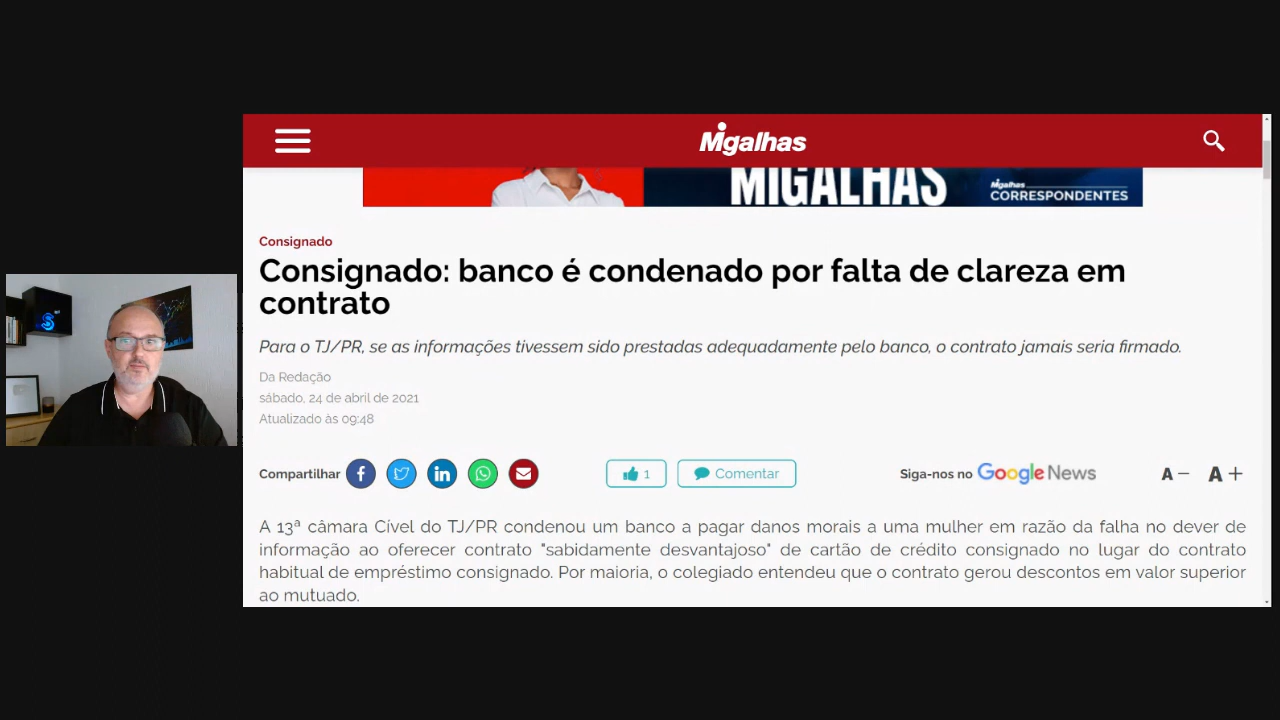 Migalhas
MIGALHAS
Migalhas
CORRESPONDENTES
Consignado
Consignado: banco é condenado por falta de clareza em
contrato
Para o TJ/PR, se as informações tivessem sido prestadas adequadamente pelo banco, o contrato jamais seria firmado.
Da Redação
sábado, 24 de abril de 2021
Atualizado às 09:48
Compartilhar
1
Comentar
Siga-nos no Google News
A- A+
A 13ª câmara Cível do TJ/PR condenou um banco a pagar danos morais a uma mulher em razão da falha no dever de
informação ao oferecer contrato "sabidamente desvantajoso" de cartão de crédito consignado no lugar do contrato
habitual de empréstimo consignado. Por maioria, o colegiado entendeu que o contrato gerou descontos em valor superior
ao mutuado.